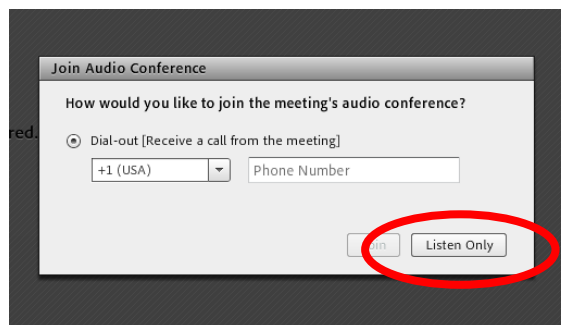 Join Audio Conference
How would you like to join the meeting's audio conference?
red.
Dial-out [Receive a call from the meeting]
+1 (USA) Phone Number
Join Listen Only